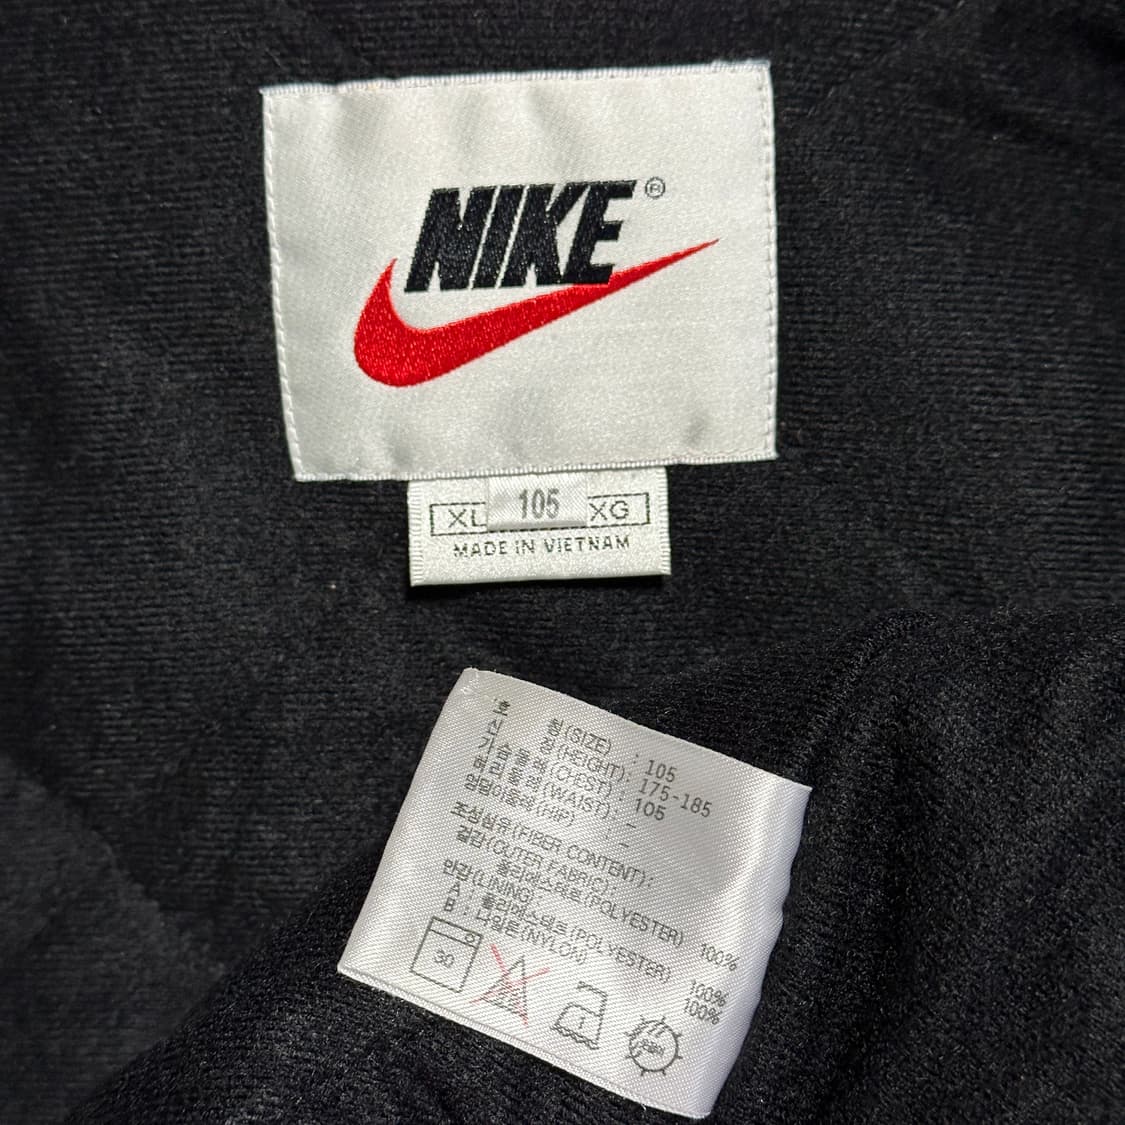 NIKE®
XL 105 XG
MADE IN VIETNAM
호 칭(SIZE) : 105
신 장(HEIGHT): 175-185
가 슴 둘 레(CHEST): 105
허 리 둘 레(WAIST): -
엉덩이둘레(HIP) : -
조성섬유(FIBER CONTENT):
겉감(OUTER FABRIC):
폴리에스테르(POLYESTER) 100%
안감(LINING):
A : 폴리에스테르(POLYESTER) 100%
B : 나일론(NYLON) 100%
30
1